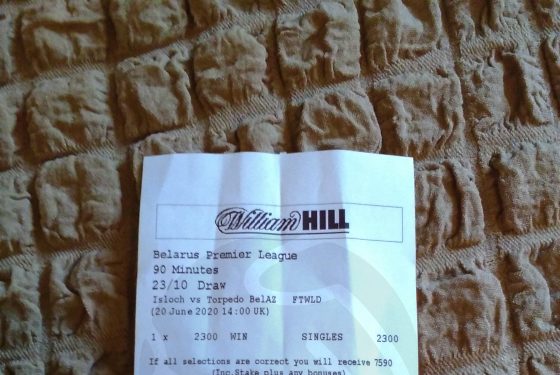 William HILL
Belarus Premier League
90 Minutes
23/10 Draw
Isloch vs Torpedo BelAZ FTWLD
(20 June 2020 14:00 UK)
1 x 2300 WIN SINGLES 2300
If all selections are correct you will receive 7590
(Inc.Stake plus any bonuses)